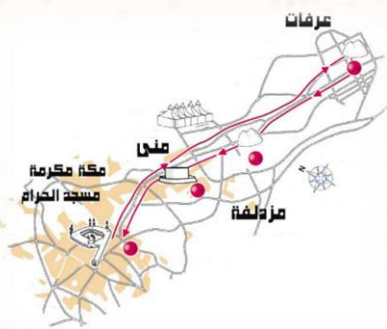 عرفات
منى
مكة مكرمة
مسجد الحرام
مزدلفة
N